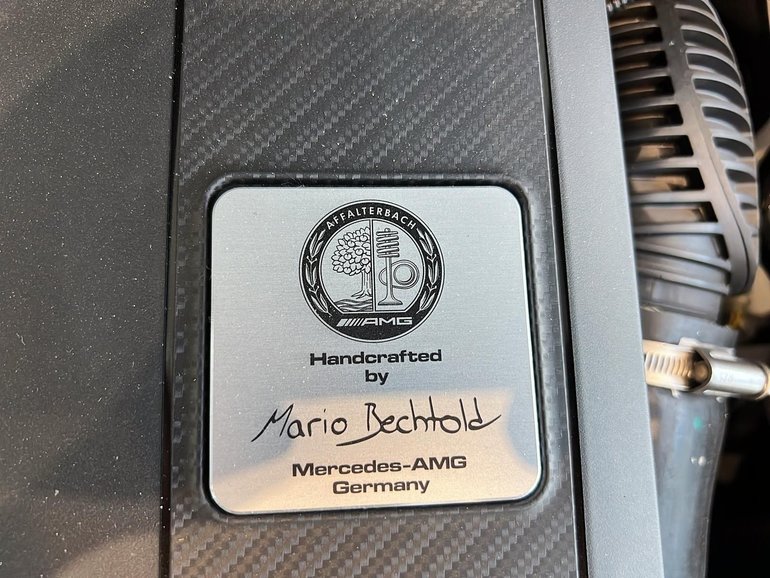 AFFALTERBACH
AMG
Handcrafted
by
Mario Bechtold
Mercedes-AMG
Germany